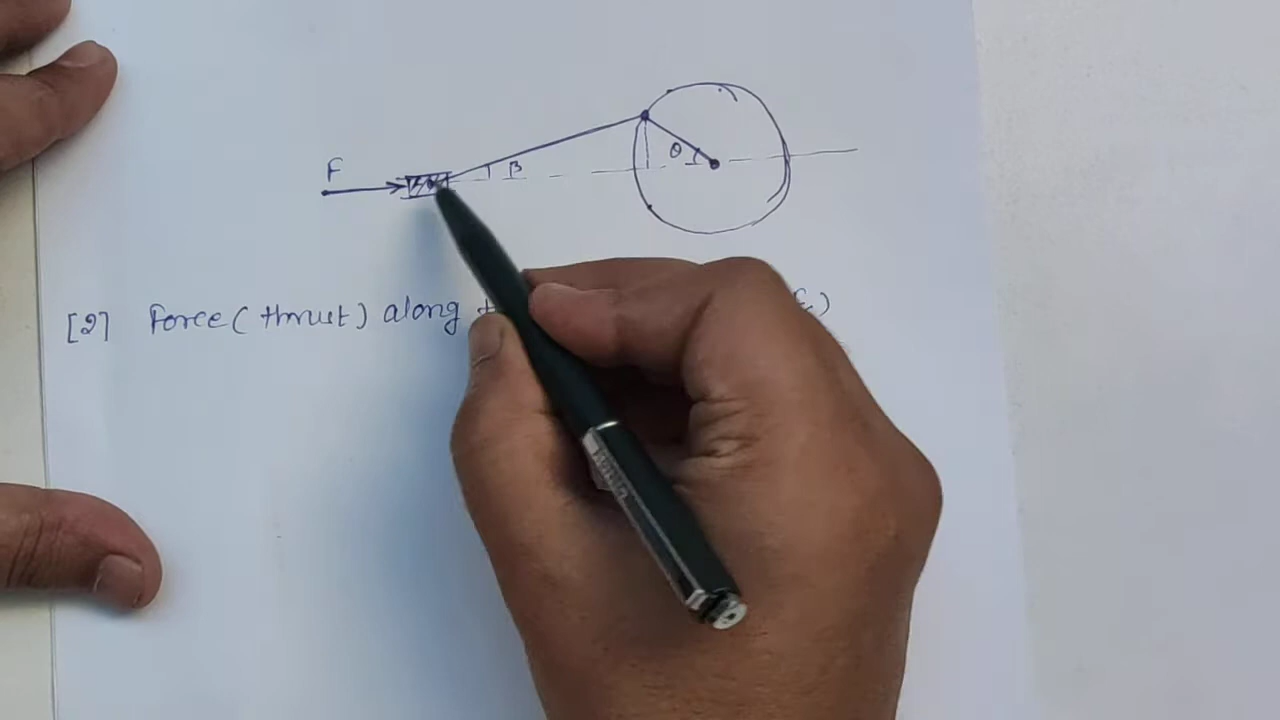 F
β
θ
[2] Force (thrust) along